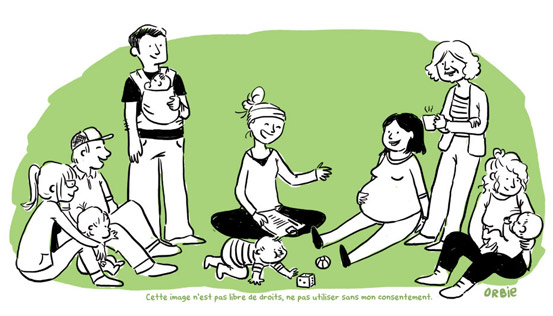 ORBie
Cette image n'est pas libre de droits, ne pas utiliser sans mon consentement.